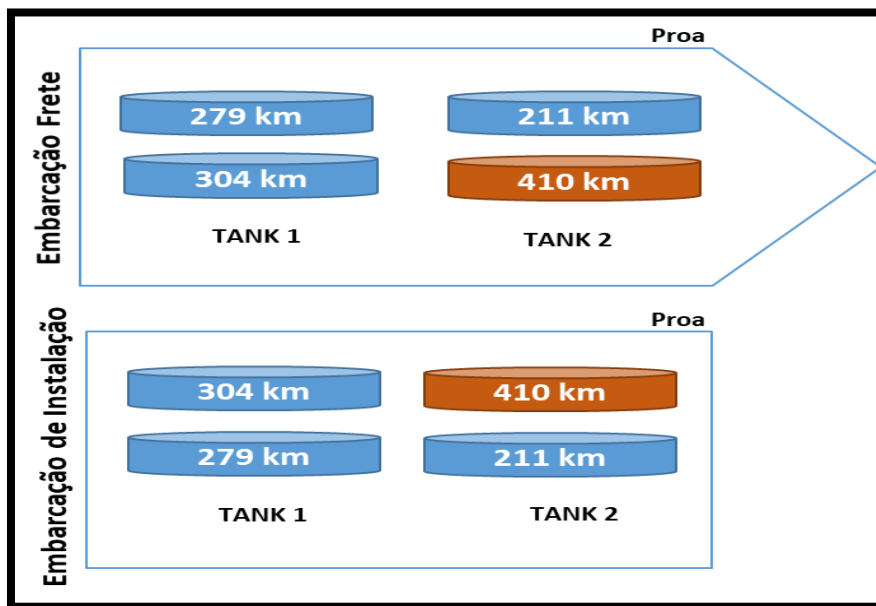 Embarcação Frete
Proa
279 km
211 km
304 km
410 km
TANK 1
TANK 2
Embarcação de Instalação
Proa
304 km
410 km
279 km
211 km
TANK 1
TANK 2